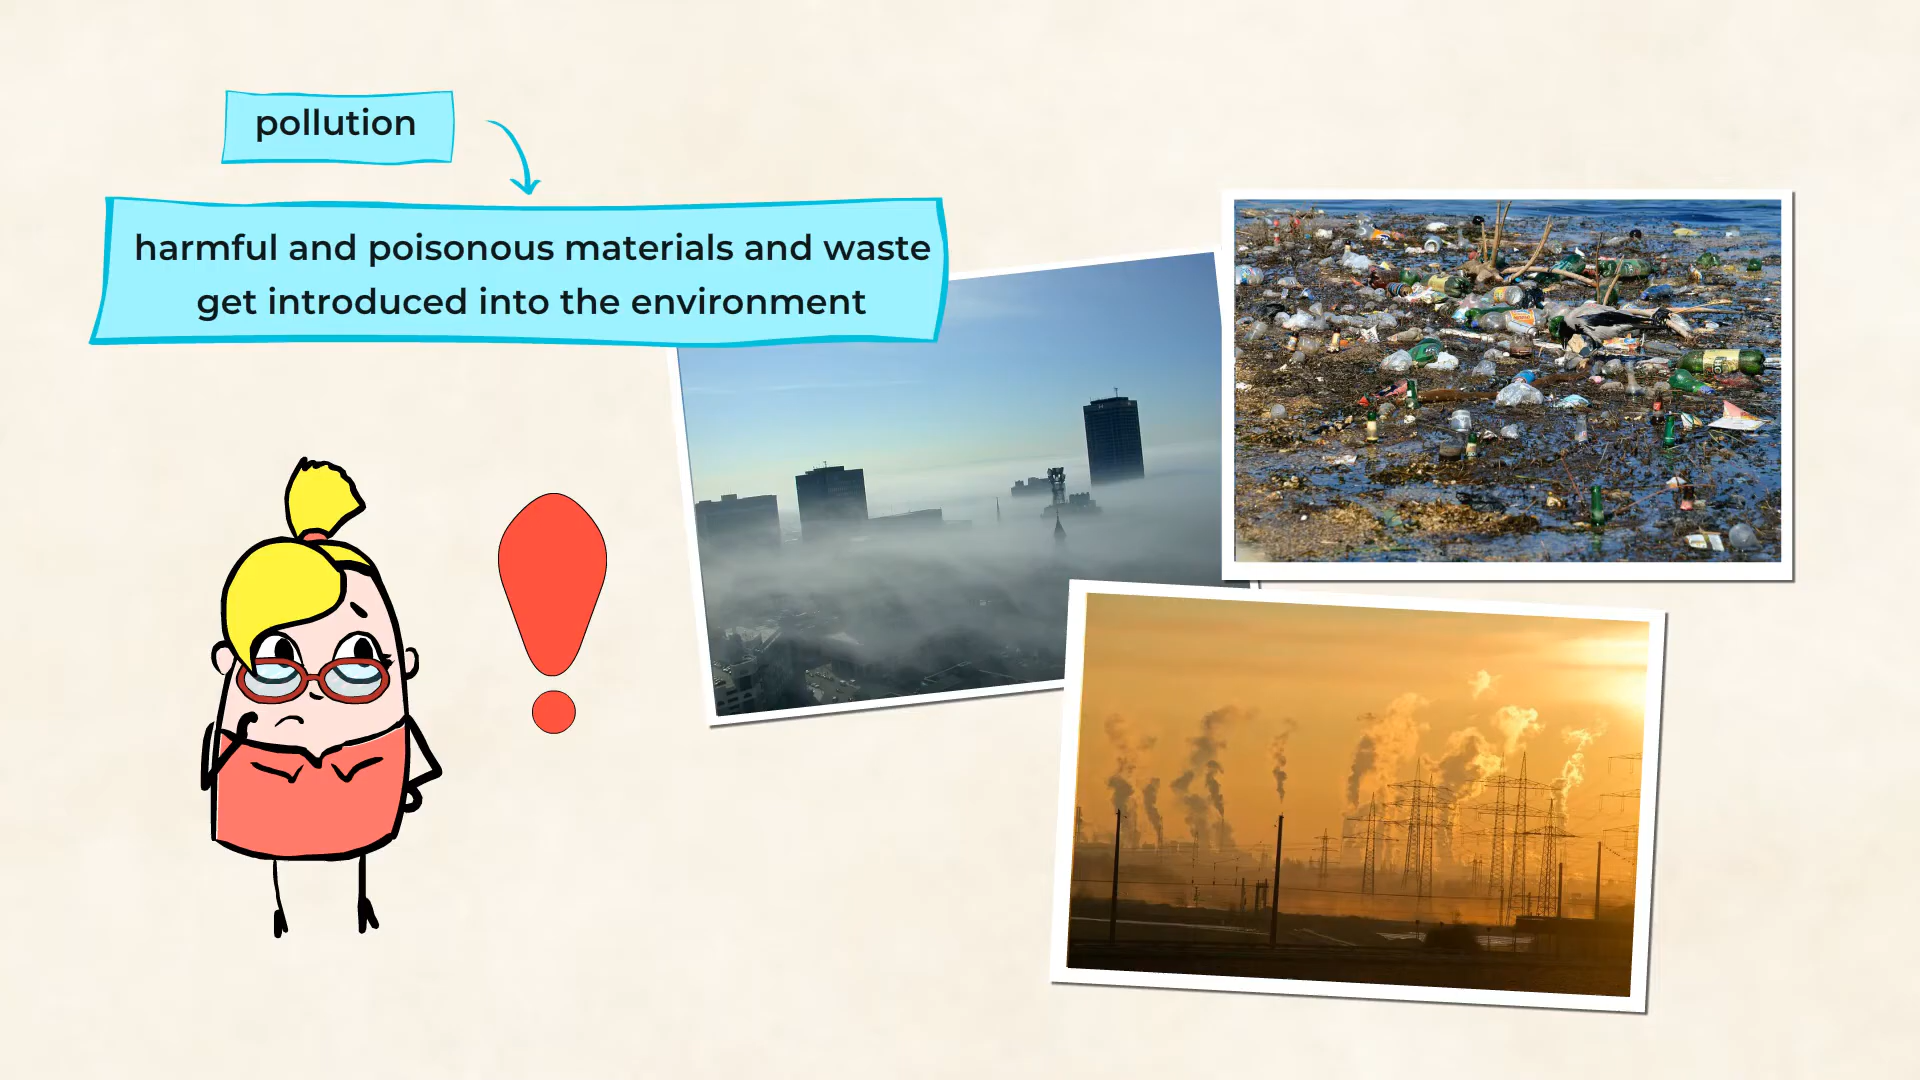 pollution
harmful and poisonous materials and waste
get introduced into the environment